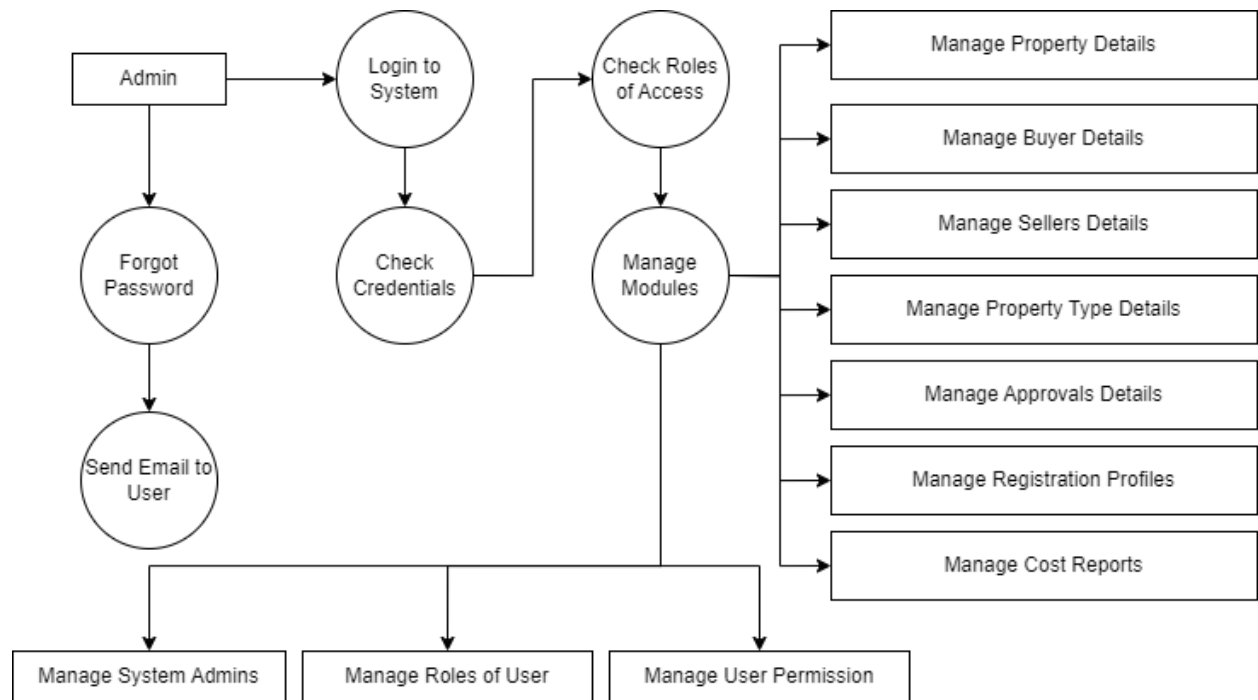 Admin
Login to
System
Check Roles
of Access
Manage Property Details
Manage Buyer Details
Manage Sellers Details
Forgot
Password
Check
Credentials
Manage
Modules
Manage Property Type Details
Manage Approvals Details
Send Email to
User
Manage Registration Profiles
Manage Cost Reports
Manage System Admins
Manage Roles of User
Manage User Permission